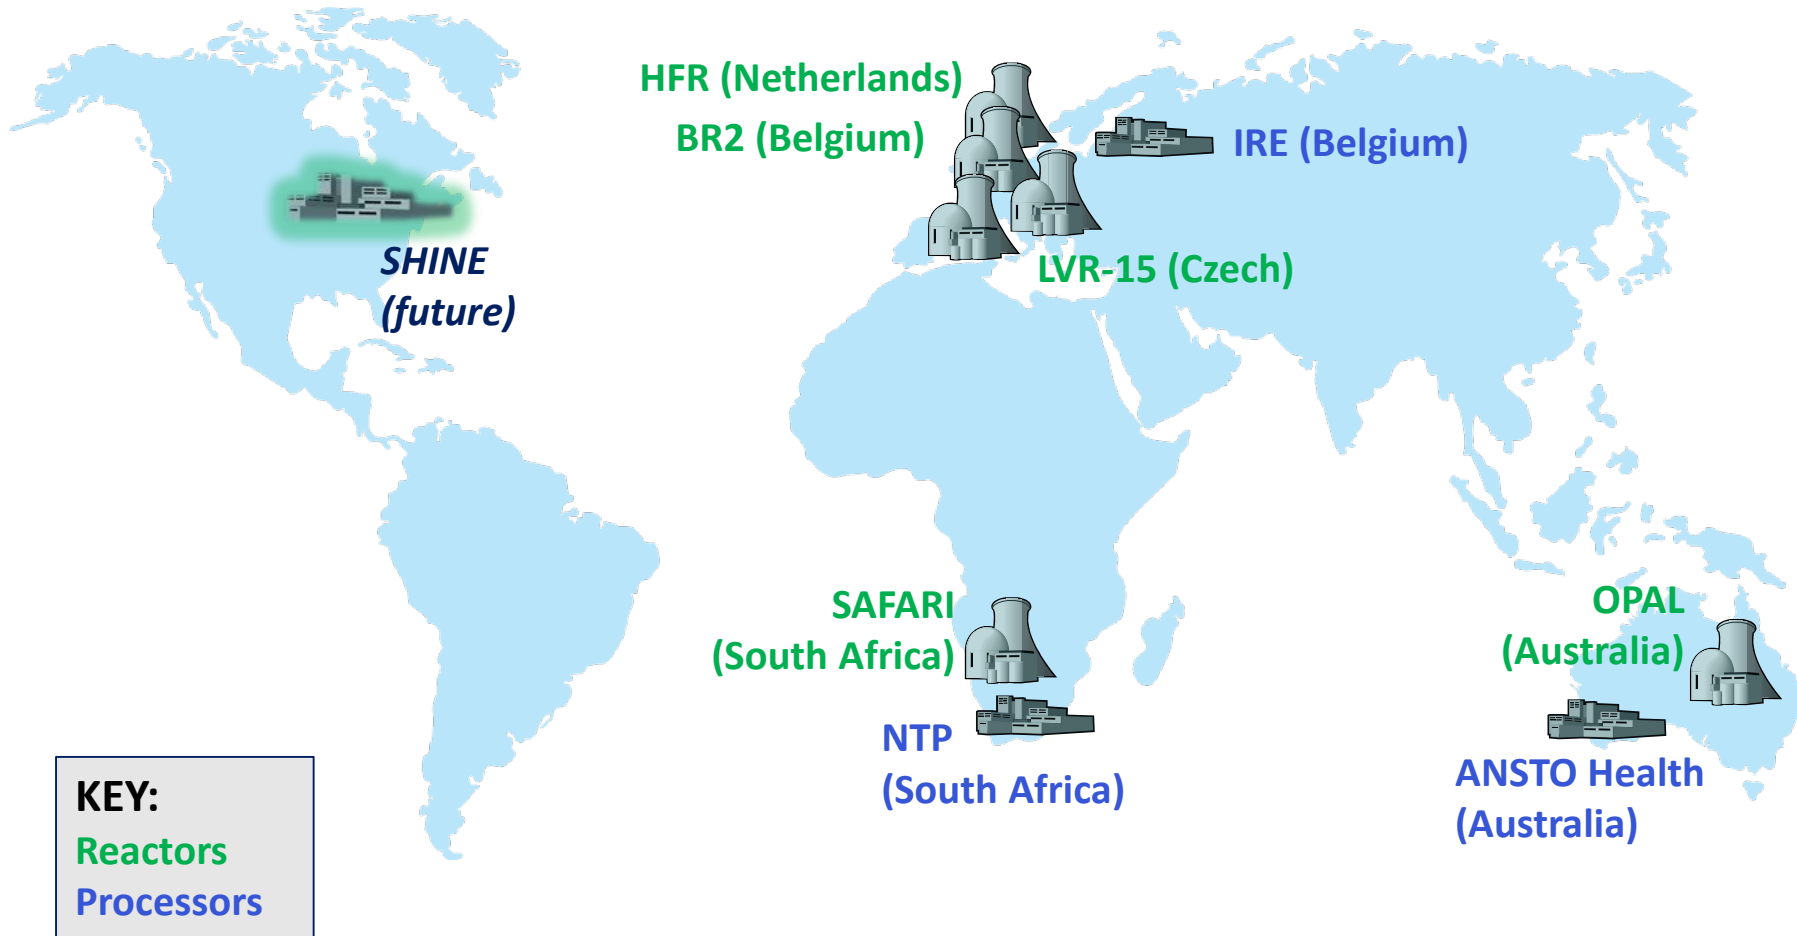 HFR (Netherlands)
BR2 (Belgium)
IRE (Belgium)
SHINE
(future)
LVR-15 (Czech)
SAFARI
(South Africa)
OPAL
(Australia)
NTP
(South Africa)
ANSTO Health
(Australia)
KEY:
Reactors
Processors